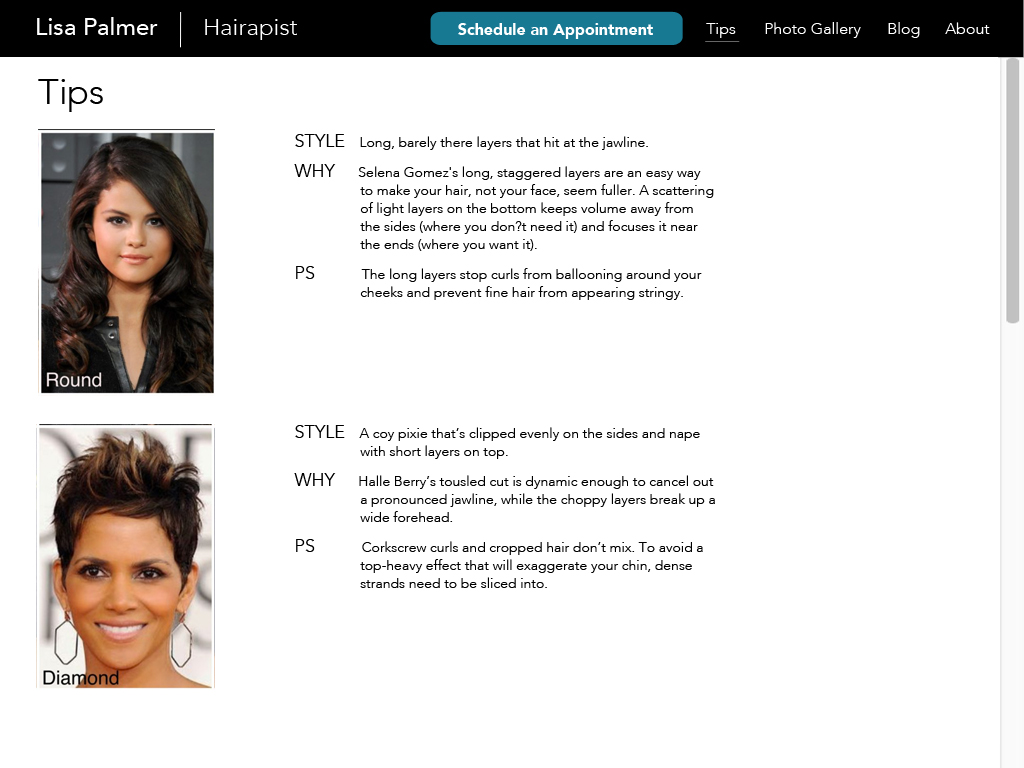 Lisa Palmer | Hairapist Schedule an Appointment Tips Photo Gallery Blog About
Tips
STYLE Long, barely there layers that hit at the jawline.
WHY Selena Gomez's long, staggered layers are an easy way
to make your hair, not your face, seem fuller. A scattering
of light layers on the bottom keeps volume away from
the sides (where you don?t need it) and focuses it near
the ends (where you want it).
PS The long layers stop curls from ballooning around your
cheeks and prevent fine hair from appearing stringy.
Round
STYLE A coy pixie that’s clipped evenly on the sides and nape
with short layers on top.
WHY Halle Berry’s tousled cut is dynamic enough to cancel out
a pronounced jawline, while the choppy layers break up a
wide forehead.
PS Corkscrew curls and cropped hair don’t mix. To avoid a
top-heavy effect that will exaggerate your chin, dense
strands need to be sliced into.
Diamond